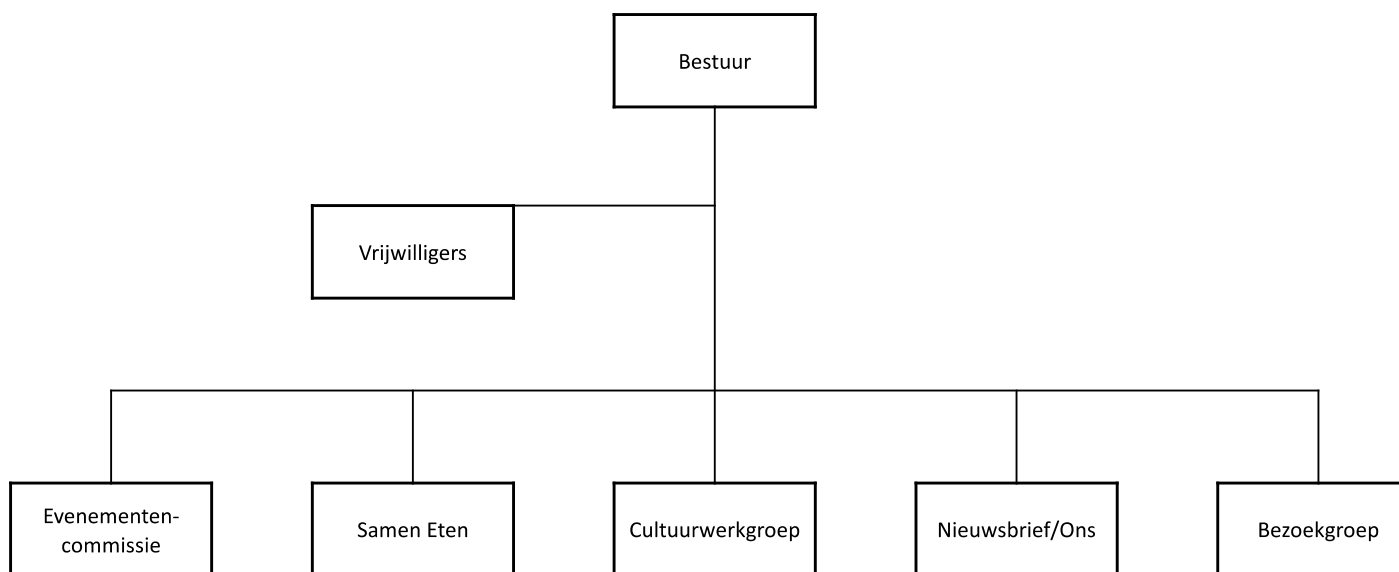 Bestuur
Vrijwilligers
Evenementen-
commissie
Samen Eten
Cultuurwerkgroep
Nieuwsbrief/Ons
Bezoekgroep